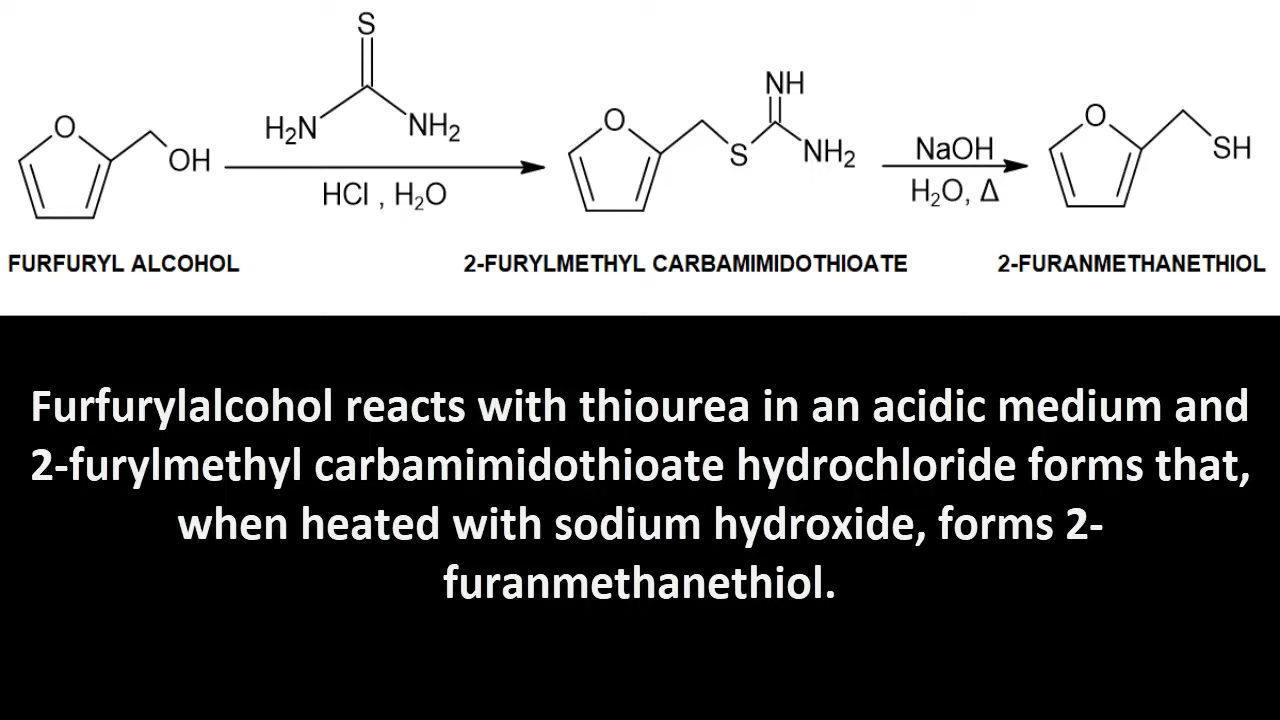 S
H₂N NH₂
O OH
HCl , H₂O
O S NH NH₂
NaOH
H₂O, Δ
O SH
FURFURYL ALCOHOL
2-FURYLMETHYL CARBAMIMIDOTHIOATE
2-FURANMETHANETHIOL
Furfurylalcohol reacts with thiourea in an acidic medium and
2-furylmethyl carbamimidothioate hydrochloride forms that,
when heated with sodium hydroxide, forms 2-
furanmethanethiol.